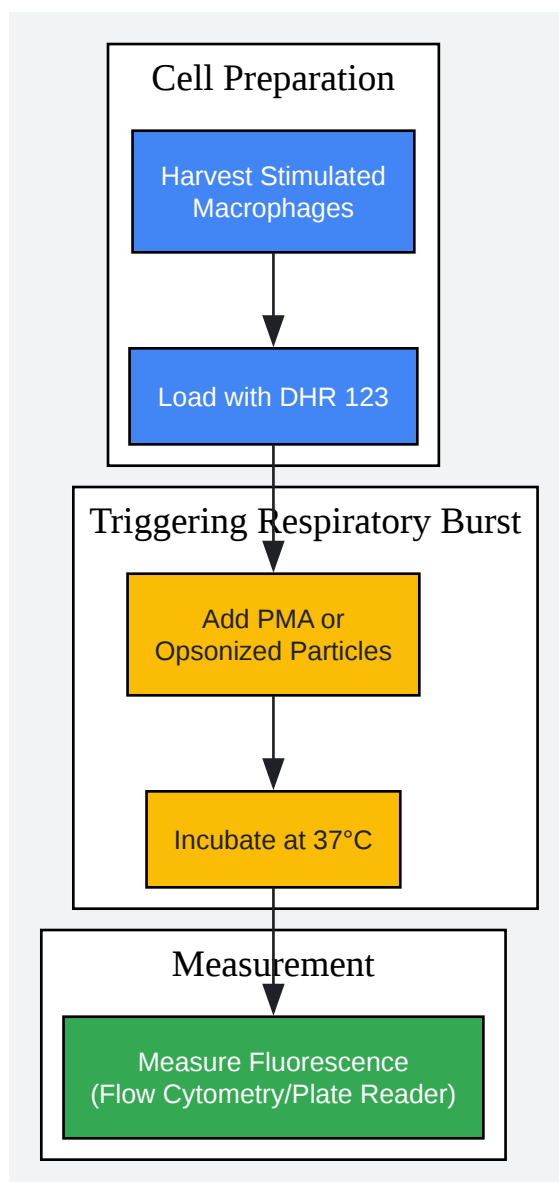 Cell Preparation
Harvest Stimulated
Macrophages
Load with DHR 123
Triggering Respiratory Burst
Add PMA or
Opsonized Particles
Incubate at 37°C
Measurement
Measure Fluorescence
(Flow Cytometry/Plate Reader)